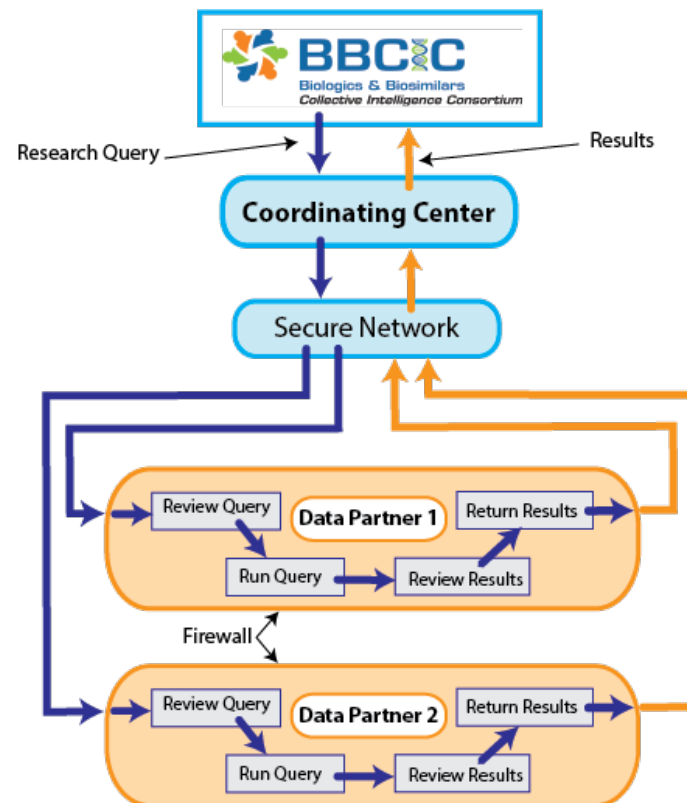 BBCIC
Biologics & Biosimilars
Collective Intelligence Consortium
Research Query
Results
Coordinating Center
Secure Network
Review Query
Data Partner 1
Return Results
Run Query
Review Results
Firewall
Review Query
Data Partner 2
Return Results
Run Query
Review Results